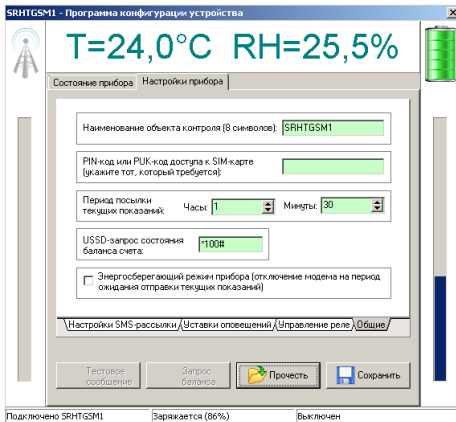 SRHTGSM1 - Программа конфигурации устройства
T=24,0°C RH=25,5%
Состояние прибора Настройки прибора
Наименование объекта контроля (8 символов): SRHTGSM1
PIN-код или PUK-код доступа к SIM-карте
(укажите тот, который требуется):
Период посылки
текущих показаний: Часы: 1 Минуты: 30
USSD-запрос состояния
баланса счета: *100#
Энергосберегающий режим прибора (отключение модема на период
ожидания отправки текущих показаний)
Настройки SMS-рассылки Уставки оповещений Управление реле Общие
Тестовое
сообщение
Запрос
баланса
Прочесть
Сохранить
Подключено SRHTGSM1 Заряжается (86%) Выключен